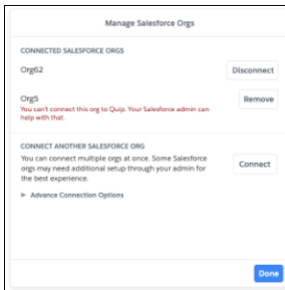 Manage Salesforce Orgs
CONNECTED SALESFORCE ORGS
Org62
Disconnect
Org5
Remove
You can't connect this org to Quip. Your Salesforce admin can
help with that.
CONNECT ANOTHER SALESFORCE ORG
You can connect multiple orgs at once. Some Salesforce
orgs may need additional setup through your admin for
the best experience.
Connect
Advance Connection Options
Done